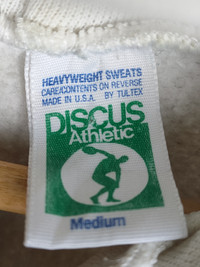 HEAVYWEIGHT SWEATS
CARE/CONTENTS ON REVERSE
MADE IN U.S.A. BY TULTEX
DISCUS
Athletic
Medium